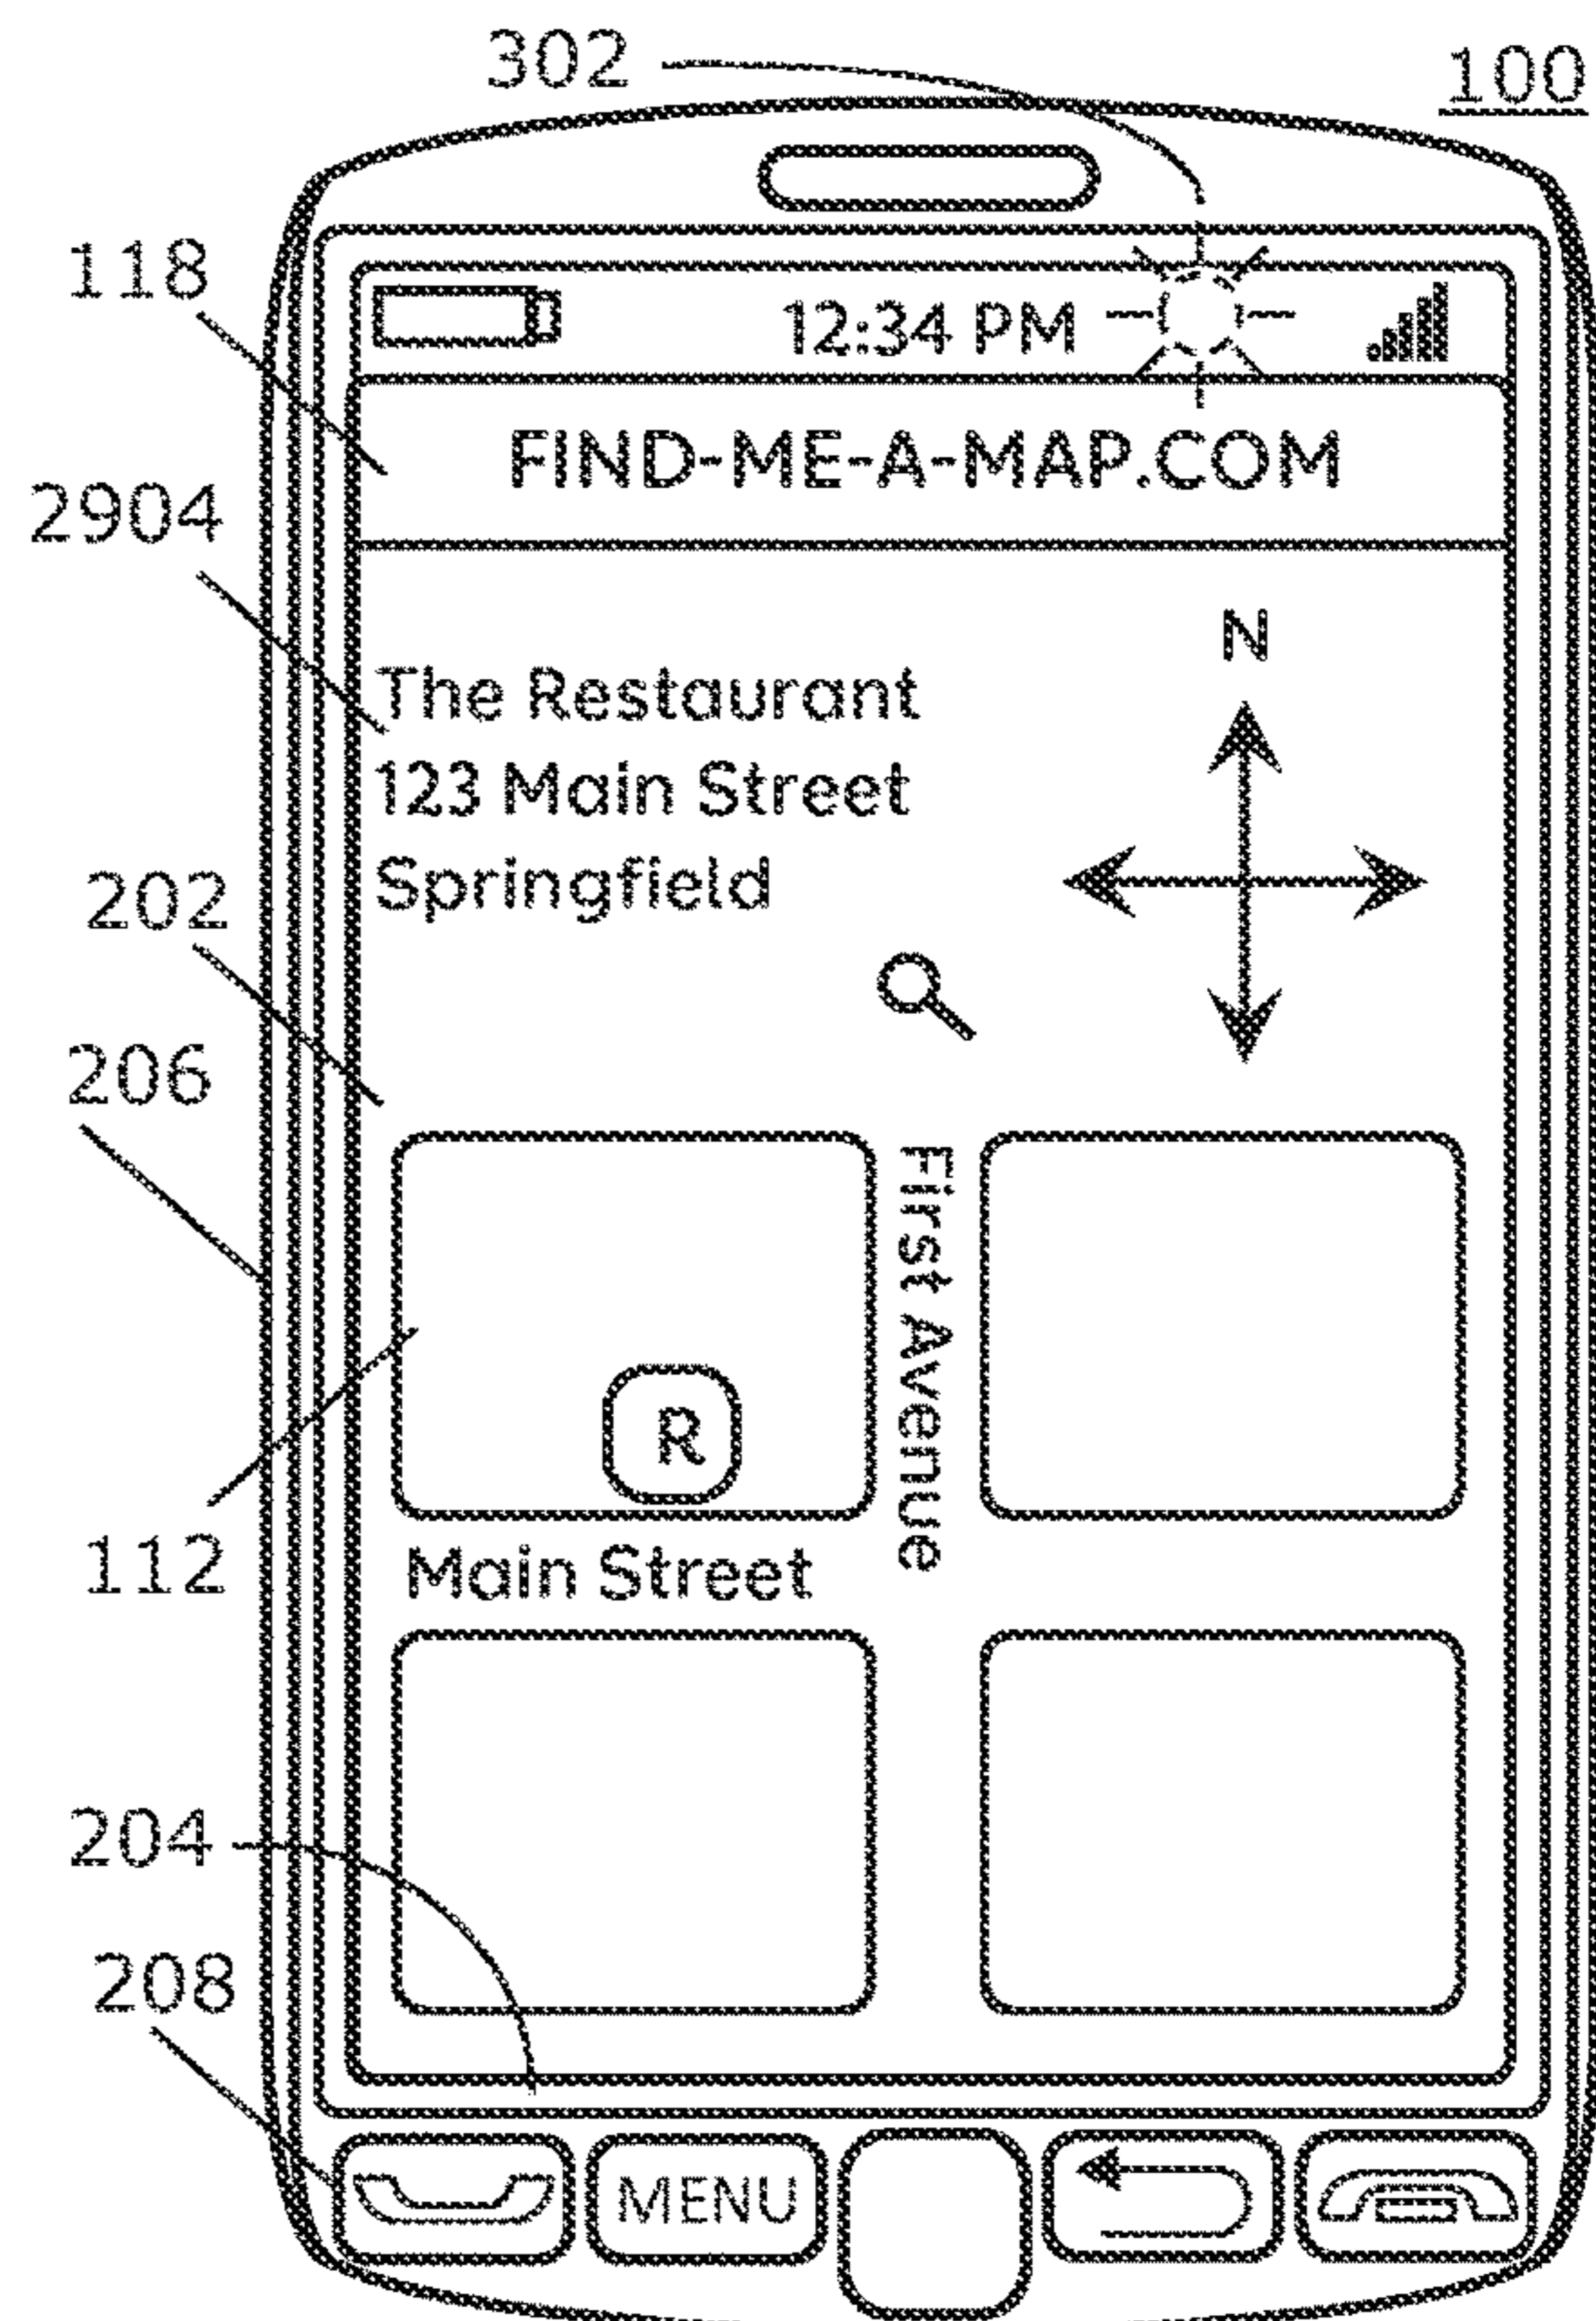 302
100
118
12:34 PM
FIND-ME-A-MAP.COM
2904
N
The Restaurant
123 Main Street
Springfield
202
206
First Avenue
R
112
Main Street
204
208
MENU